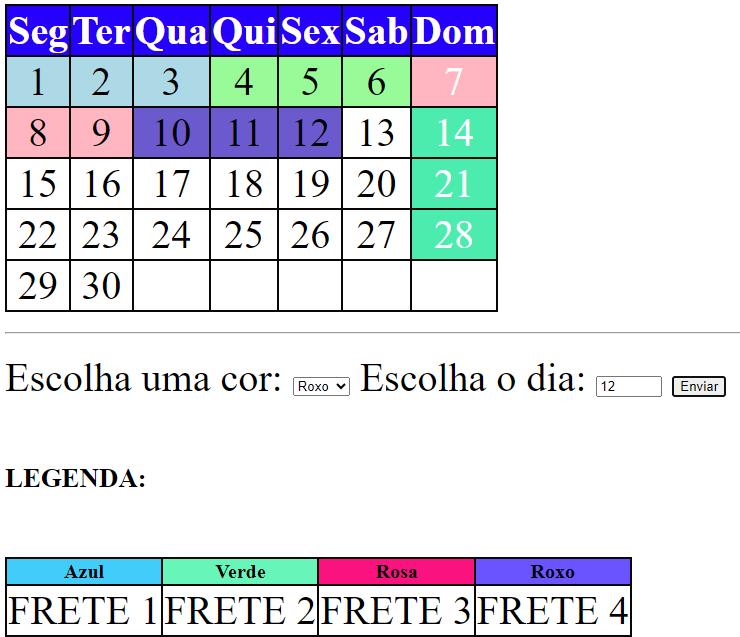 Seg Ter Qua Qui Sex Sab Dom
1 2 3 4 5 6 7
8 9 10 11 12 13 14
15 16 17 18 19 20 21
22 23 24 25 26 27 28
29 30
Escolha uma cor: Roxo Escolha o dia: 12 Enviar
LEGENDA:
Azul Verde Rosa Roxo
FRETE 1 FRETE 2 FRETE 3 FRETE 4